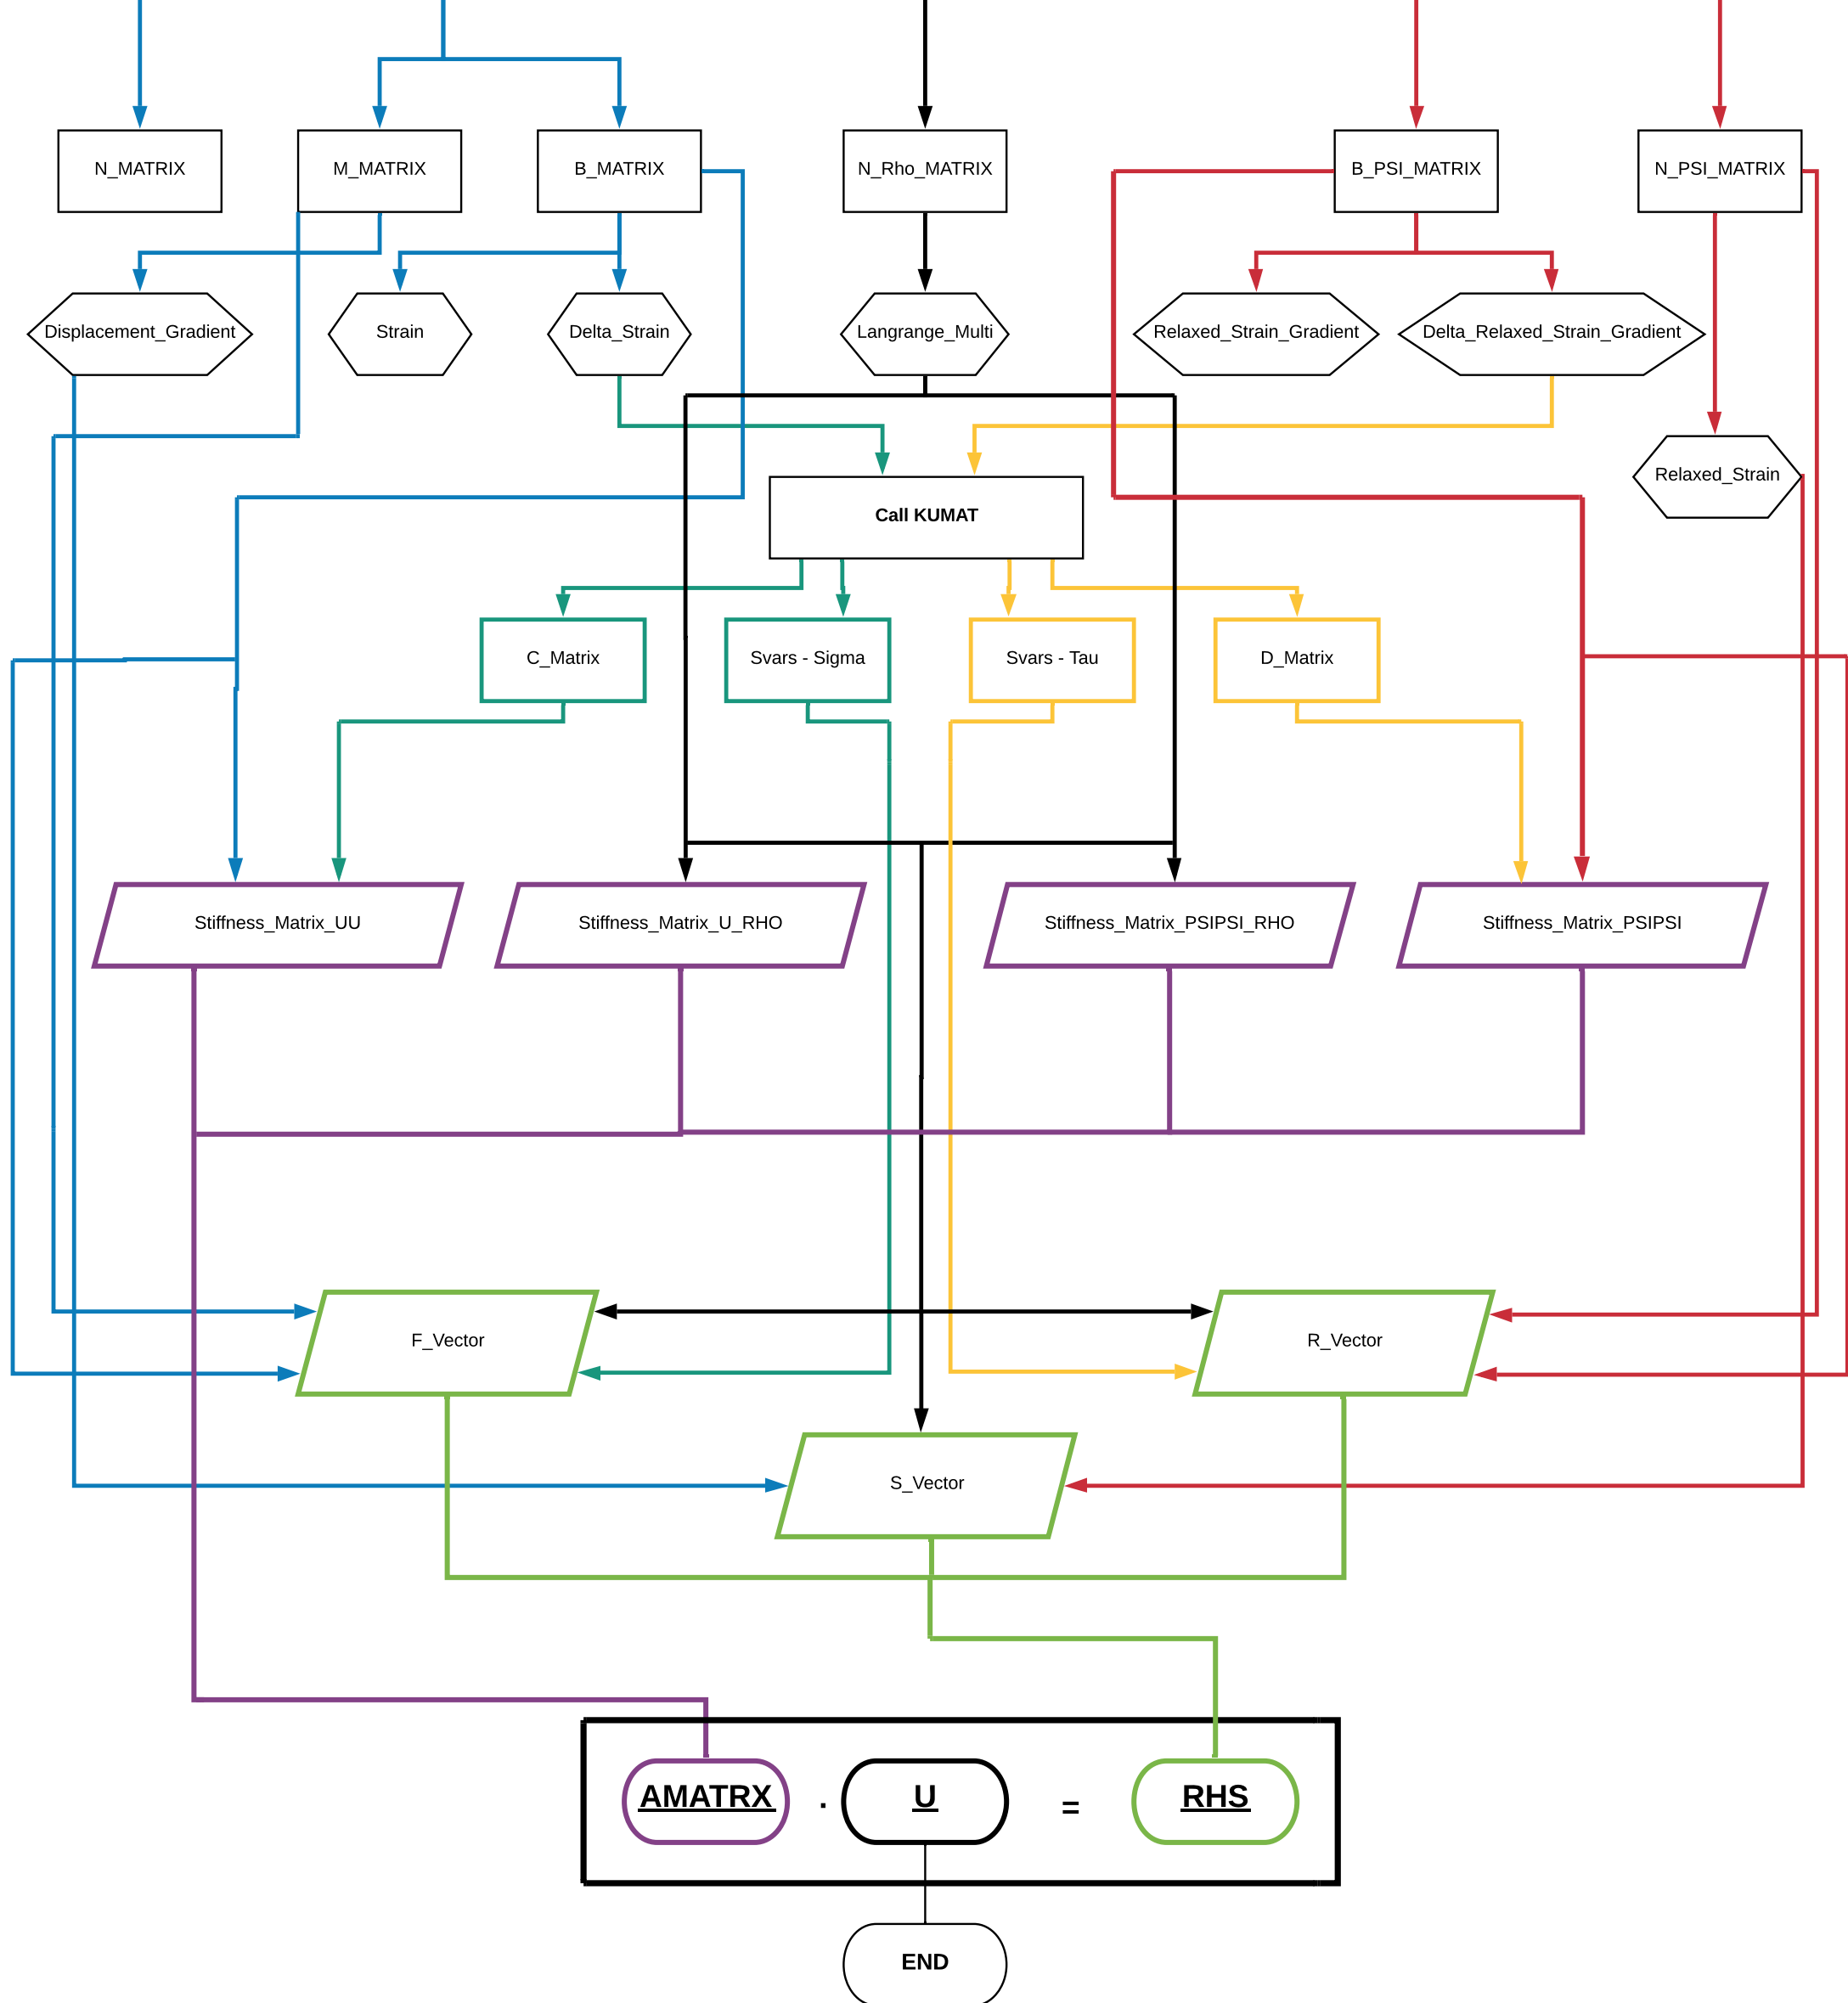 N_MATRIX
M_MATRIX
B_MATRIX
N_Rho_MATRIX
B_PSI_MATRIX
N_PSI_MATRIX
Displacement_Gradient
Strain
Delta_Strain
Langrange_Multi
Relaxed_Strain_Gradient
Delta_Relaxed_Strain_Gradient
Relaxed_Strain
Call KUMAT
C_Matrix
Svars - Sigma
Svars - Tau
D_Matrix
Stiffness_Matrix_UU
Stiffness_Matrix_U_RHO
Stiffness_Matrix_PSIPSI_RHO
Stiffness_Matrix_PSIPSI
F_Vector
R_Vector
S_Vector
AMATRX . U = RHS
END